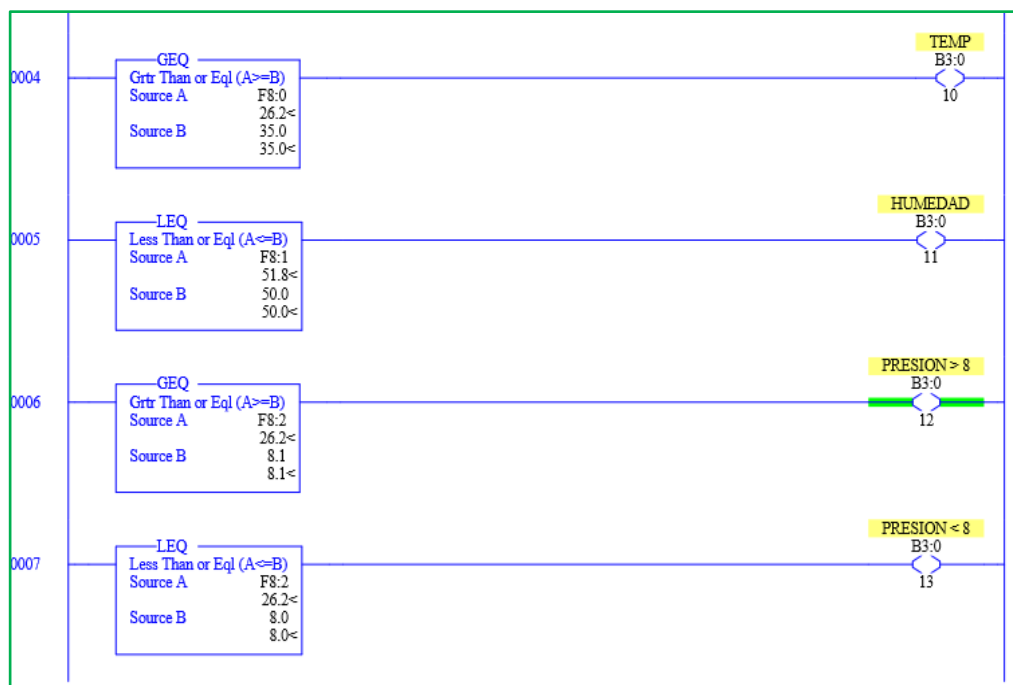 TEMP
GEQ
B3:0
0004
Grtr Than or Eql (A>=B)
Source A F8:0
10
26.2<
Source B 35.0
35.0<
HUMEDAD
LEQ
B3:0
0005
Less Than or Eql (A<=B)
Source A F8:1
11
51.8<
Source B 50.0
50.0<
PRESION > 8
GEQ
B3:0
0006
Grtr Than or Eql (A>=B)
Source A F8:2
12
26.2<
Source B 8.1
8.1<
PRESION < 8
LEQ
B3:0
0007
Less Than or Eql (A<=B)
Source A F8:2
13
26.2<
Source B 8.0
8.0<